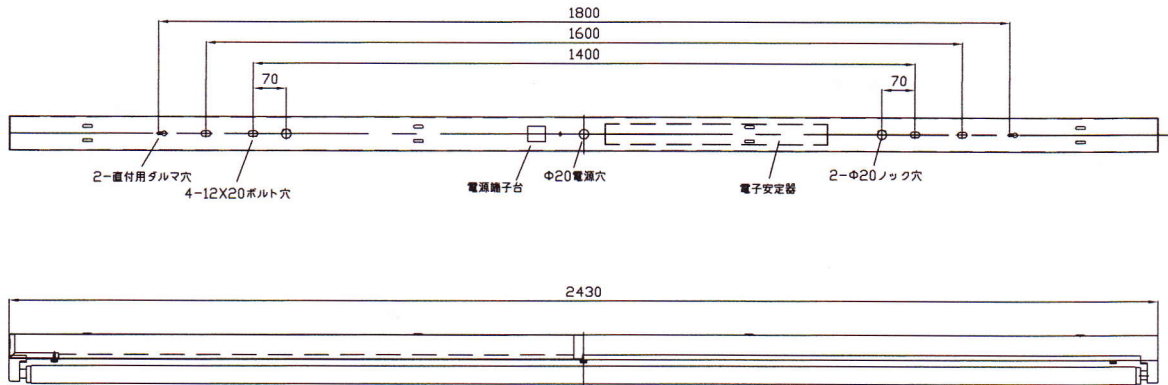 1800
1600
1400
70
70
2-直付用ダルマ穴
4-12X20ボルト穴
電源端子台
Φ20電源穴
電子安定器
2-Φ20ノック穴
2430